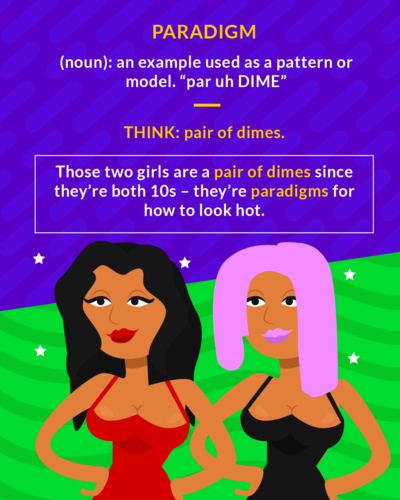 PARADIGM
(noun): an example used as a pattern or
model. “par uh DIME”
THINK: pair of dimes.
Those two girls are a pair of dimes since
they’re both 10s – they’re paradigms for
how to look hot.